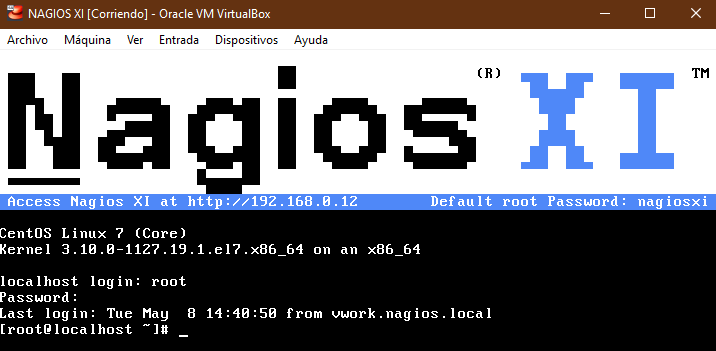 NAGIOS XI [Corriendo] - Oracle VM VirtualBox
Archivo Máquina Ver Entrada Dispositivos Ayuda
Nagios (R) XI TM
Access Nagios XI at http://192.168.0.12 Default root Password: nagiosxi
CentOS Linux 7 (Core)
Kernel 3.10.0-1127.19.1.el7.x86_64 on an x86_64
localhost login: root
Password:
Last login: Tue May  8 14:40:50 from vwork.nagios.local
[root@localhost ~]# _